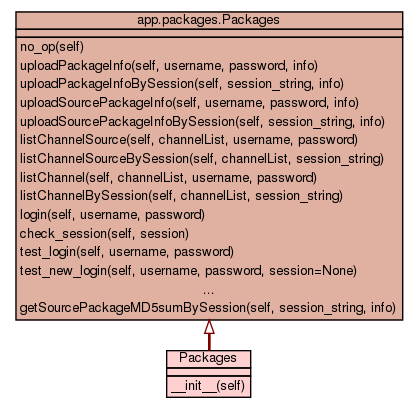 app.packages.Packages
no_op(self)
uploadPackageInfo(self, username, password, info)
uploadPackageInfoBySession(self, session_string, info)
uploadSourcePackageInfo(self, username, password, info)
uploadSourcePackageInfoBySession(self, session_string, info)
listChannelSource(self, channelList, username, password)
listChannelSourceBySession(self, channelList, session_string)
listChannel(self, channelList, username, password)
listChannelBySession(self, channelList, session_string)
login(self, username, password)
check_session(self, session)
test_login(self, username, password)
test_new_login(self, username, password, session=None)
...
getSourcePackageMD5sumBySession(self, session_string, info)
Packages
__init__(self)